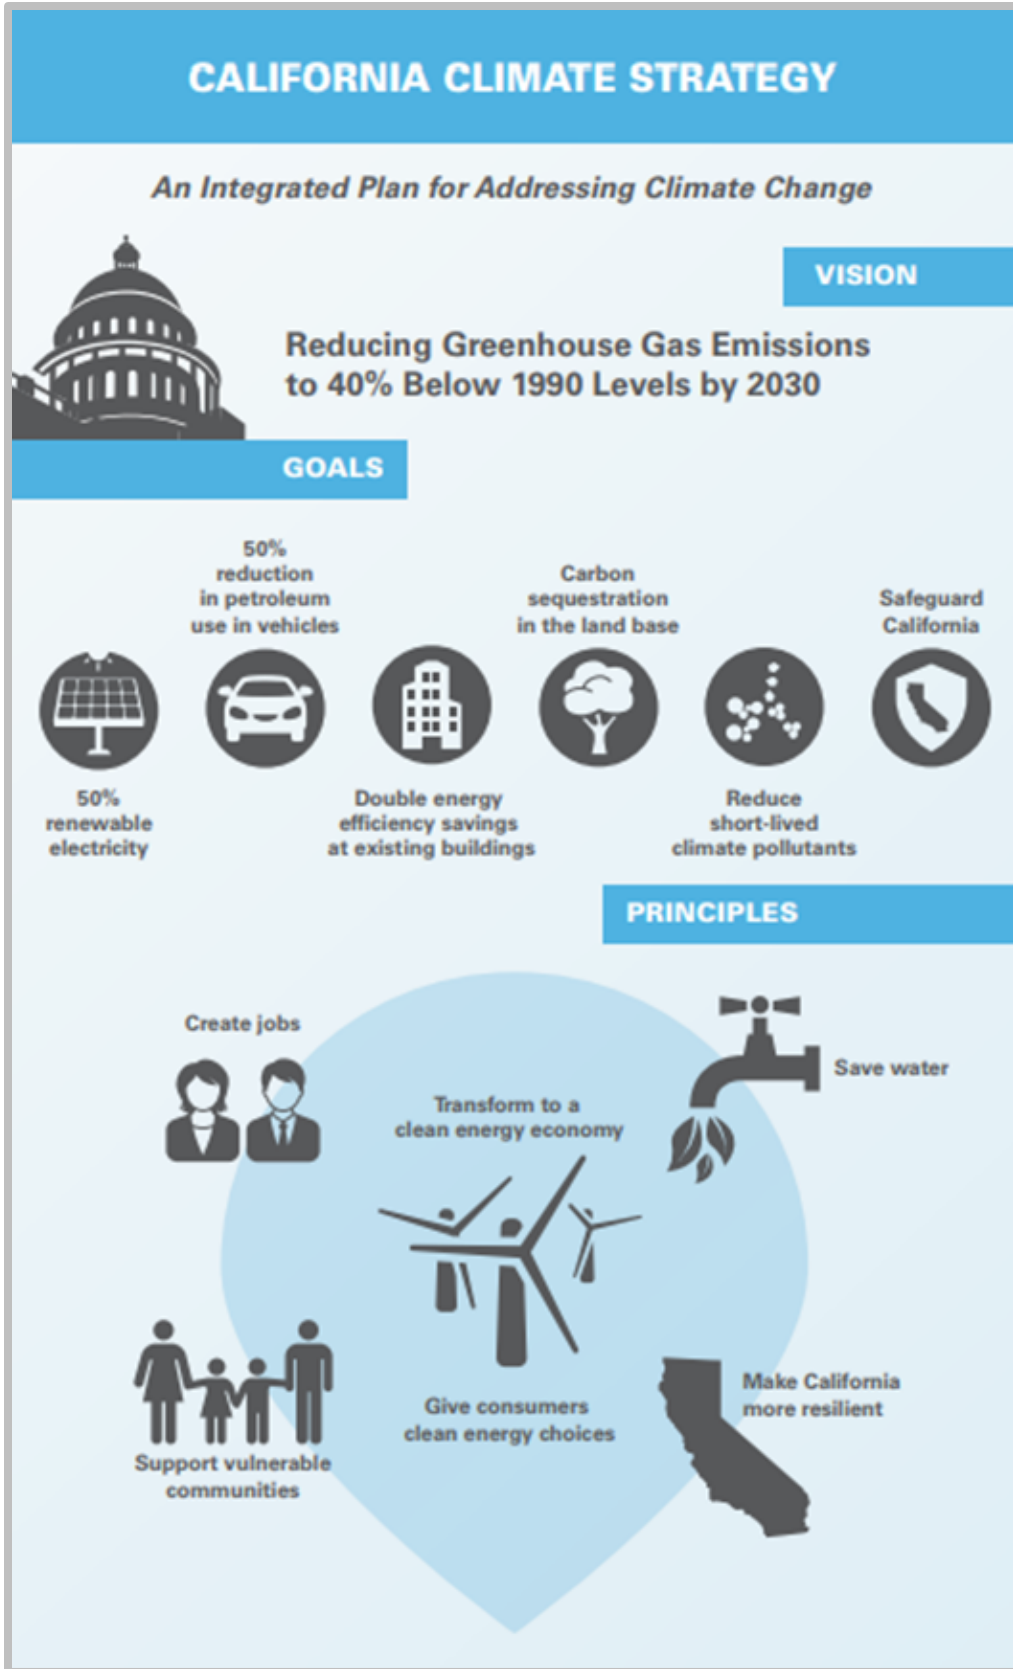 CALIFORNIA CLIMATE STRATEGY
An Integrated Plan for Addressing Climate Change
VISION
Reducing Greenhouse Gas Emissions
to 40% Below 1990 Levels by 2030
GOALS
50%
renewable
electricity
50%
reduction
in petroleum
use in vehicles
Double energy
efficiency savings
at existing buildings
Carbon
sequestration
in the land base
Reduce
short-lived
climate pollutants
Safeguard
California
PRINCIPLES
Create jobs
Transform to a
clean energy economy
Save water
Support vulnerable
communities
Give consumers
clean energy choices
Make California
more resilient